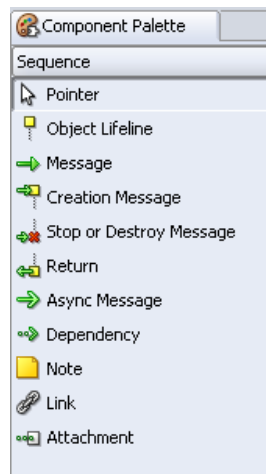 Component Palette
Sequence
Pointer
Object Lifeline
Message
Creation Message
Stop or Destroy Message
Return
Async Message
Dependency
Note
Link
Attachment